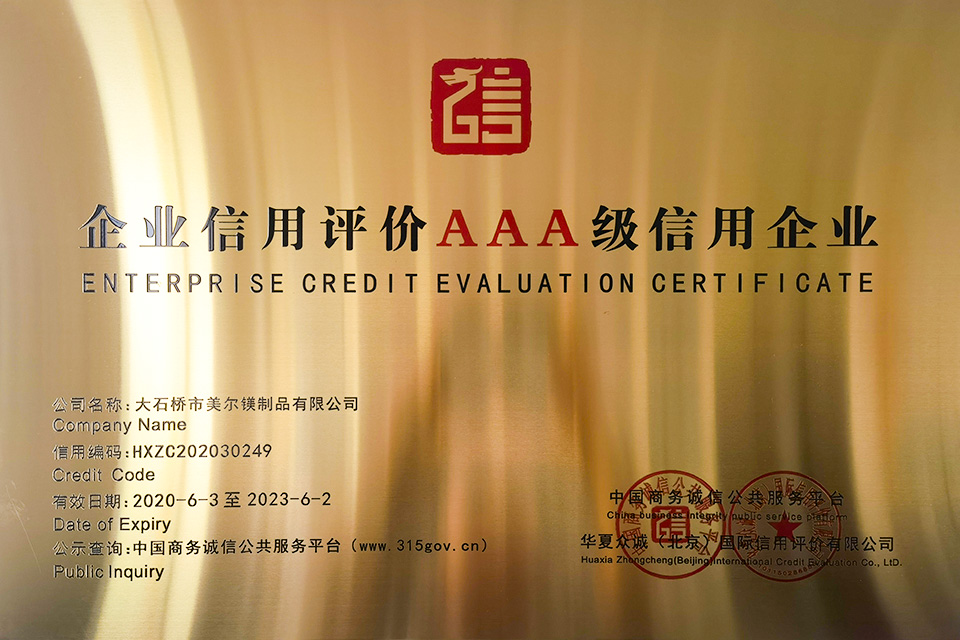 信
企业信用评价AAA级信用企业
ENTERPRISE CREDIT EVALUATION CERTIFICATE
公司名称:大石桥市美尔镁制品有限公司
Company Name
信用编码:HXZC202030249
Credit Code
有效日期:2020-6-3至2023-6-2
Date of Expiry
公示查询:中国商务诚信公共服务平台(www.315gov.cn)
Public Inquiry
中国商务诚信公共服务平台
China business integrity public service platform
华夏众诚(北京)国际信用评价有限公司
Huaxia Zhongcheng(Beijing)International Credit Evaluation Co., LTD.